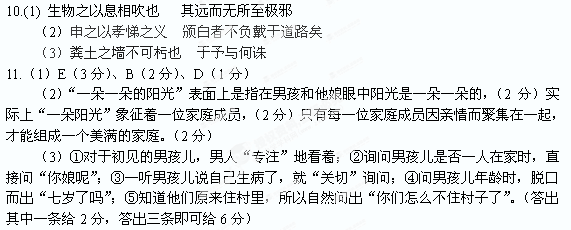 10.(1) 生物之以息相吹也　其远而无所至极邪
（2）申之以孝悌之义　颁白者不负戴于道路矣
（3）粪土之墙不可杇也　于予与何诛
11.（1）E（3分）、B（2分）、D（1分）
（2）“一朵一朵的阳光”表面上是指在男孩和他娘眼中阳光是一朵一朵的，（2 分）实
际上“一朵阳光”象征着一位家庭成员，（2分）只有每一位家庭成员因亲情而聚集在一起，
才能组成一个美满的家庭。（2分）
（3）①对于初见的男孩儿，男人“专注”地看着；②询问男孩儿是否一人在家时，直
接问“你娘呢”；③一听男孩儿说自己生病了，就“关切”询问；④问男孩儿年龄时，脱口
而出“七岁了吗”；⑤知道他们原来住村里，所以自然问出“你们怎么不住村子了”。（答出
其中一条给2分，答出三条即可给6分）